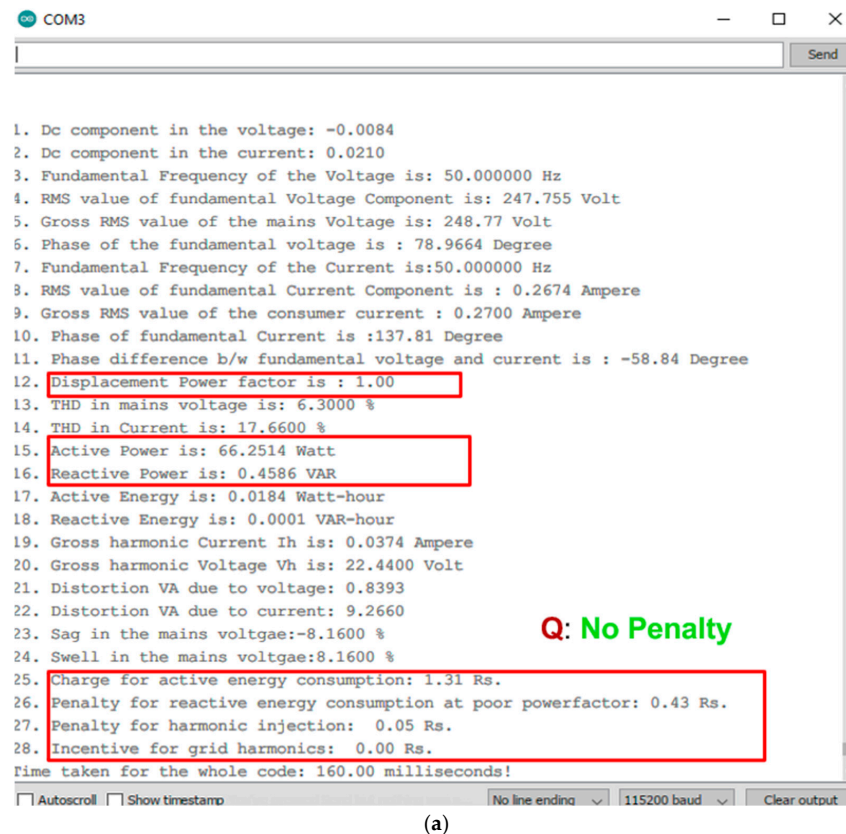 COM3
Send
1. Dc component in the voltage: -0.0084
2. Dc component in the current: 0.0210
3. Fundamental Frequency of the Voltage is: 50.000000 Hz
4. RMS value of fundamental Voltage Component is: 247.755 Volt
5. Gross RMS value of the mains Voltage is: 248.77 Volt
6. Phase of the fundamental voltage is : 78.9664 Degree
7. Fundamental Frequency of the Current is:50.000000 Hz
8. RMS value of fundamental Current Component is : 0.2674 Ampere
9. Gross RMS value of the consumer current : 0.2700 Ampere
10. Phase of fundamental Current is :137.81 Degree
11. Phase difference b/w fundamental voltage and current is : -58.84 Degree
12. Displacement Power factor is : 1.00
13. THD in mains voltage is: 6.3000 %
14. THD in Current is: 17.6600 %
15. Active Power is: 66.2514 Watt
16. Reactive Power is: 0.4586 VAR
17. Active Energy is: 0.0184 Watt-hour
18. Reactive Energy is: 0.0001 VAR-hour
19. Gross harmonic Current Ih is: 0.0374 Ampere
20. Gross harmonic Voltage Vh is: 22.4400 Volt
21. Distortion VA due to voltage: 0.8393
22. Distortion VA due to current: 9.2660
23. Sag in the mains voltgae:-8.1600 %
Q: No Penalty
24. Swell in the mains voltgae:8.1600 %
25. Charge for active energy consumption: 1.31 Rs.
26. Penalty for reactive energy consumption at poor powerfactor: 0.43 Rs.
27. Penalty for harmonic injection: 0.05 Rs.
28. Incentive for grid harmonics: 0.00 Rs.
Time taken for the whole code: 160.00 milliseconds!
Autoscroll Show timestamp No line ending 115200 baud Clear output
(a)